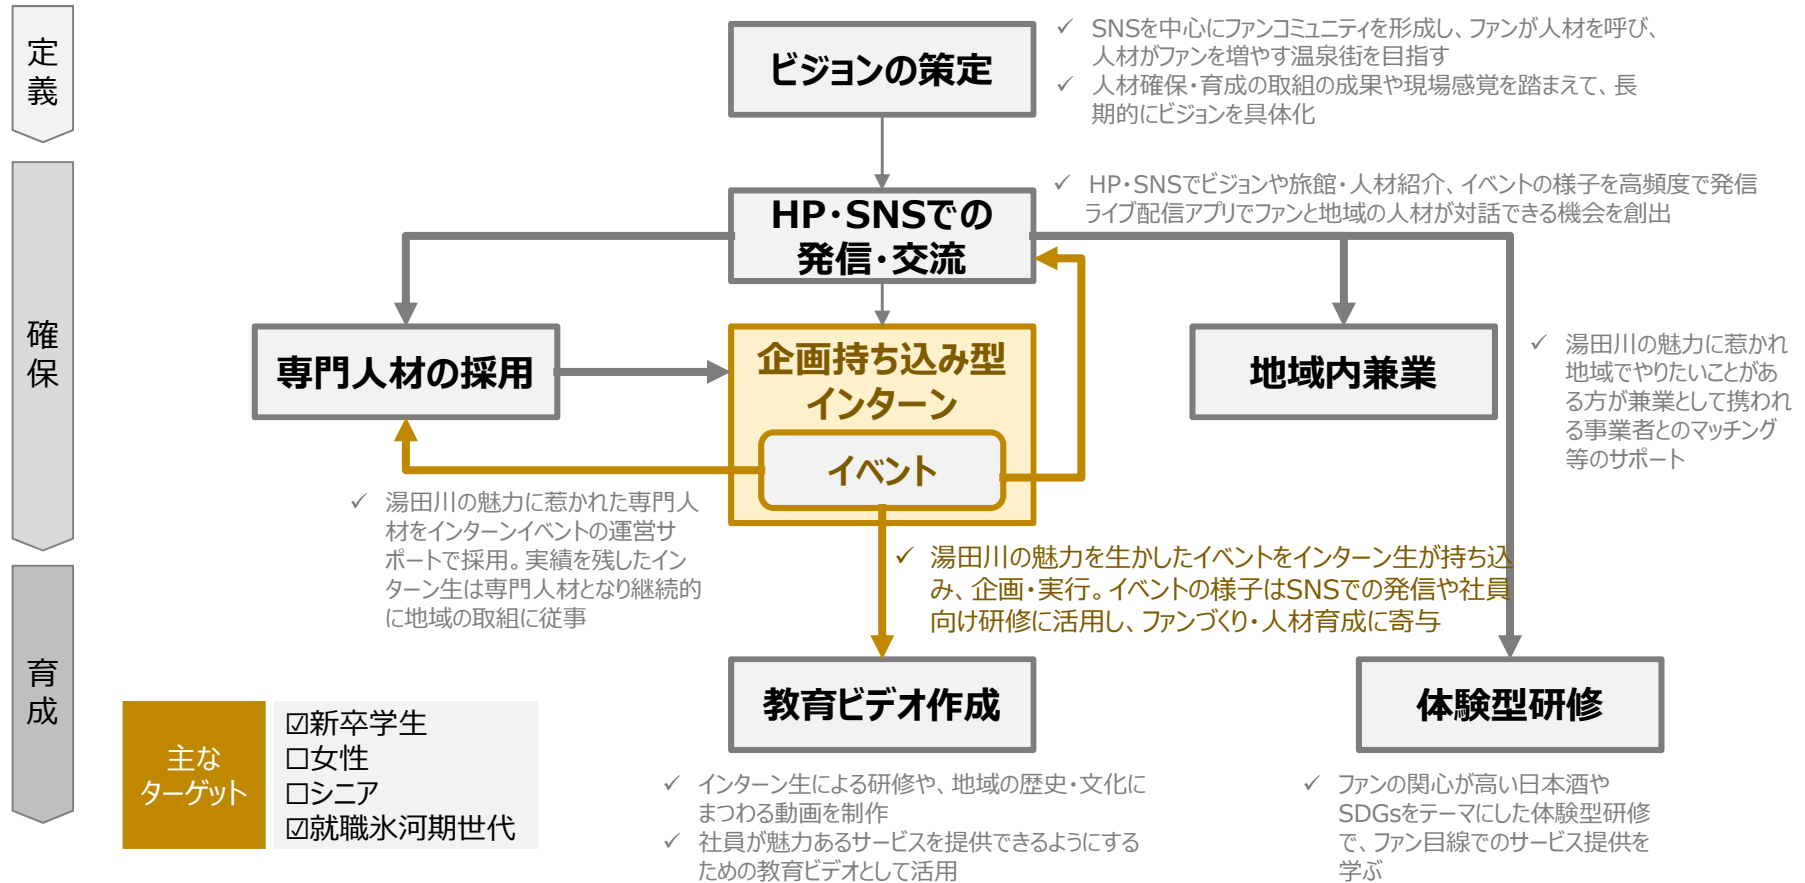 定
義
ビジョンの策定
✓ SNSを中心にファンコミュニティを形成し、ファンが人材を呼び、
人材がファンを増やす温泉街を目指す
✓ 人材確保・育成の取組の成果や現場感覚を踏まえて、長
期的にビジョンを具体化
確
保
HP・SNSでの
発信・交流
✓ HP・SNSでビジョンや旅館・人材紹介、イベントの様子を高頻度で発信
ライブ配信アプリでファンと地域の人材が対話できる機会を創出
専門人材の採用
企画持ち込み型
インターン
イベント
地域内兼業
✓ 湯田川の魅力に惹かれ
地域でやりたいことがあ
る方が兼業として携われ
る事業者とのマッチング
等のサポート
✓ 湯田川の魅力に惹かれた専門人
材をインターンイベントの運営サ
ポートで採用。実績を残したイン
ターン生は専門人材となり継続的
に地域の取組に従事
✓ 湯田川の魅力を生かしたイベントをインターン生が持ち込
み、企画・実行。イベントの様子はSNSでの発信や社員
向け研修に活用し、ファンづくり・人材育成に寄与
育
成
教育ビデオ作成
体験型研修
主な
ターゲット
☑新卒学生
☐女性
☐シニア
☑就職氷河期世代
✓ インターン生による研修や、地域の歴史・文化に
まつわる動画を制作
✓ 社員が魅力あるサービスを提供できるようにする
ための教育ビデオとして活用
✓ ファンの関心が高い日本酒や
SDGsをテーマにした体験型研修
で、ファン目線でのサービス提供を
学ぶ